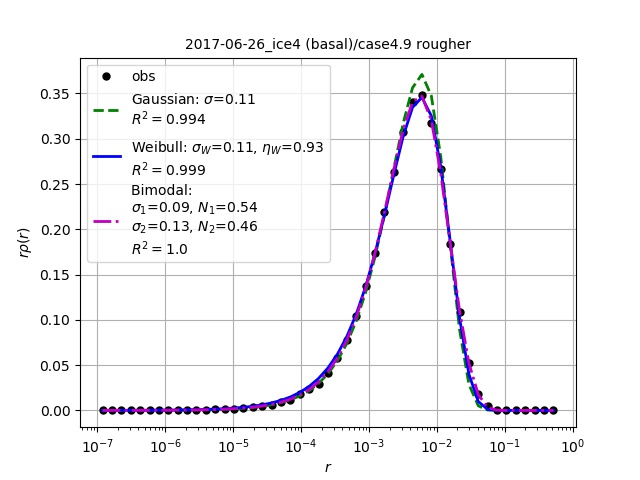 2017-06-26_ice4 (basal)/case4.9 rougher
obs
Gaussian: σ=0.11
R² = 0.994
Weibull: σ_W=0.11, η_W=0.93
R² = 0.999
Bimodal:
σ₁=0.09, N₁=0.54
σ₂=0.13, N₂=0.46
R² = 1.0
rρ(r)
0.35
0.30
0.25
0.20
0.15
0.10
0.05
0.00
10⁻⁷ 10⁻⁶ 10⁻⁵ 10⁻⁴ 10⁻³ 10⁻² 10⁻¹ 10⁰
r